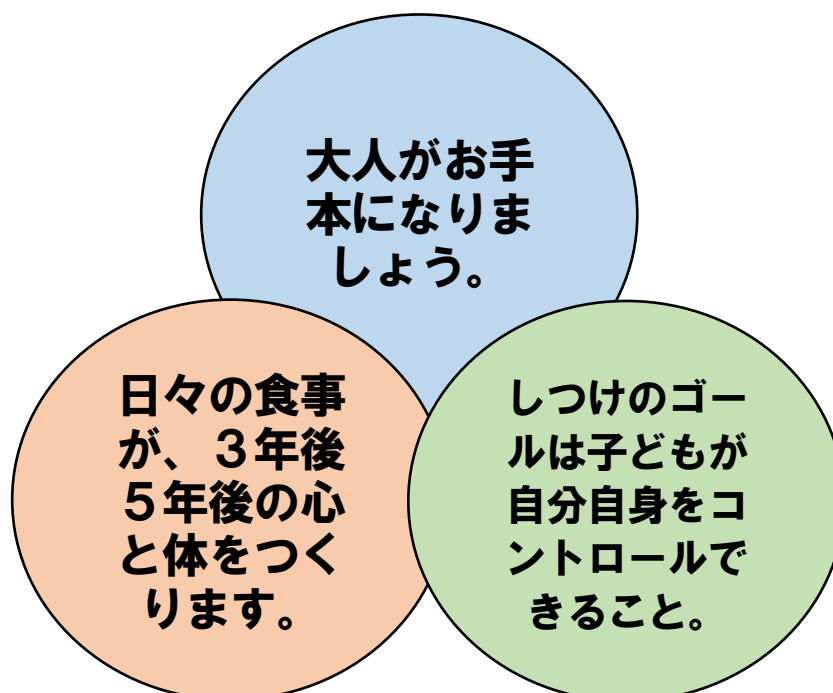 大人がお手
本になりま
しょう。
日々の食事
が、３年後
５年後の心
と体をつく
ります。
しつけのゴー
ルは子どもが
自分自身をコ
ントロールで
きること。